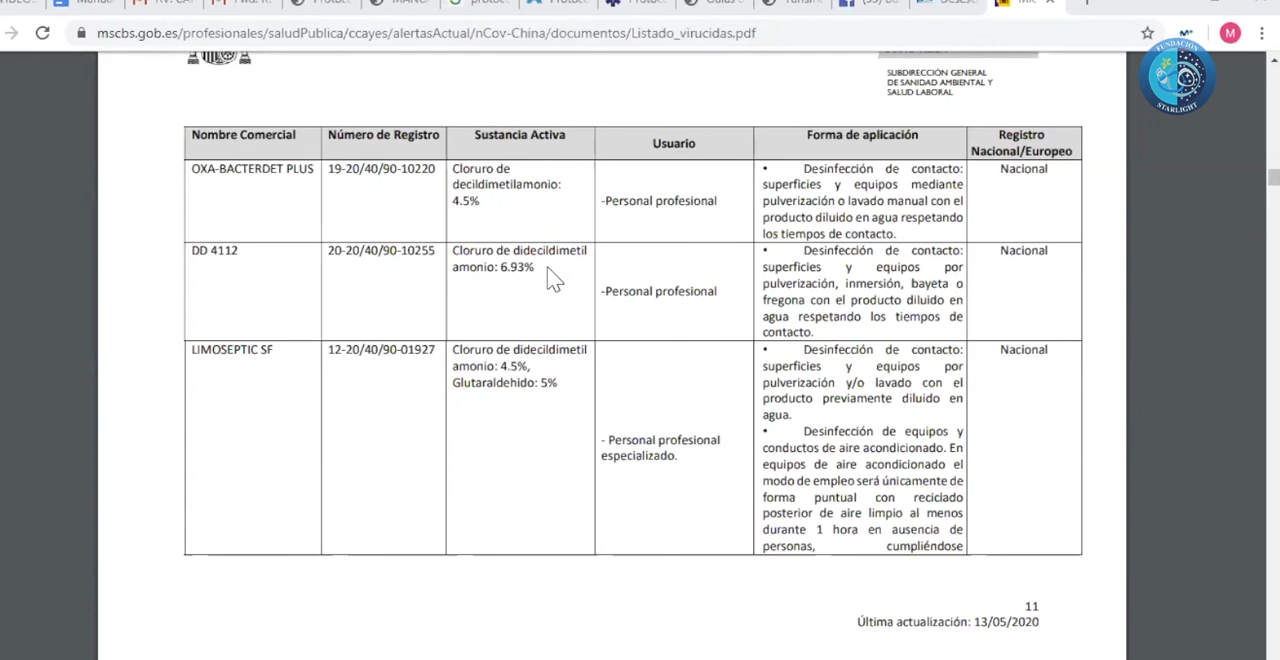 mscbs.gob.es/profesionales/saludPublica/ccayes/alertasActual/nCov-China/documentos/Listado_virucidas.pdf
M
FUNDACIÓN
STARLIGHT
SUBDIRECCIÓN GENERAL
DE SANIDAD AMBIENTAL Y
SALUD LABORAL
Nombre Comercial
Número de Registro
Sustancia Activa
Usuario
Forma de aplicación
Registro
Nacional/Europeo
OXA-BACTERDET PLUS
19-20/40/90-10220
Cloruro de
decildimetilamonio:
4.5%
-Personal profesional
• Desinfección de contacto:
superficies y equipos mediante
pulverización o lavado manual con el
producto diluido en agua respetando
los tiempos de contacto.
Nacional
DD 4112
20-20/40/90-10255
Cloruro de didecildimetil
amonio: 6.93%
-Personal profesional
• Desinfección de contacto:
superficies y equipos por
pulverización, inmersión, bayeta o
fregona con el producto diluido en
agua respetando los tiempos de
contacto.
Nacional
LIMOSEPTIC SF
12-20/40/90-01927
Cloruro de didecildimetil
amonio: 4.5%,
Glutaraldehido: 5%
- Personal profesional
especializado.
• Desinfección de contacto:
superficies y equipos por
pulverización y/o lavado con el
producto previamente diluido en
agua.
• Desinfección de equipos y
conductos de aire acondicionado. En
equipos de aire acondicionado el
modo de empleo será únicamente de
forma puntual con reciclado
posterior de aire limpio al menos
durante 1 hora en ausencia de
personas, cumpliéndose
Nacional
11
Última actualización: 13/05/2020